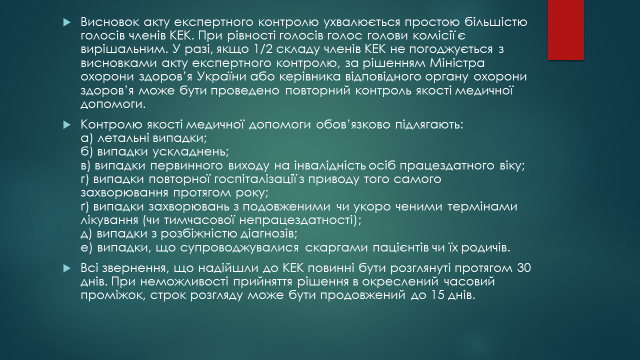 Висновок акту експертного контролю ухвалюється простою більшістю
голосів членів КЕК. При рівності голосів голос голови комісії є
вирішальним. У разі, якщо 1/2 складу членів КЕК не погоджується з
висновками акту експертного контролю, за рішенням Міністра
охорони здоров’я України або керівника відповідного органу охорони
здоров’я може бути проведено повторний контроль якості медичної
допомоги.
Контролю якості медичної допомоги обов’язково підлягають:
а) летальні випадки;
б) випадки ускладнень;
в) випадки первинного виходу на інвалідність осіб працездатного віку;
г) випадки повторної госпіталізації з приводу того самого
захворювання протягом року;
ґ) випадки захворювань з подовженими чи укоро ченими термінами
лікування (чи тимчасової непрацездатності);
д) випадки з розбіжністю діагнозів;
е) випадки, що супроводжувалися скаргами пацієнтів чи їх родичів.
Всі звернення, що надійшли до КЕК повинні бути розглянуті протягом 30
днів. При неможливості прийняття рішення в окреслений часовий
проміжок, строк розгляду може бути продовжений до 15 днів.